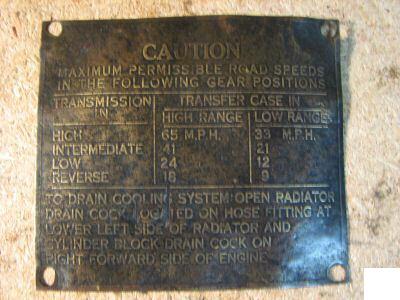 CAUTION
MAXIMUM PERMISSIBLE ROAD SPEEDS
IN THE FOLLOWING GEAR POSITIONS
TRANSMISSION IN TRANSFER CASE IN
HIGH RANGE LOW RANGE
HIGH 65 M.P.H. 33 M.P.H.
INTERMEDIATE 41 21
LOW 24 12
REVERSE 18 9
TO DRAIN COOLING SYSTEM: OPEN RADIATOR
DRAIN COCK LOCATED ON HOSE FITTING AT
LOWER LEFT SIDE OF RADIATOR AND
CYLINDER BLOCK DRAIN COCK ON
RIGHT FORWARD SIDE OF ENGINE